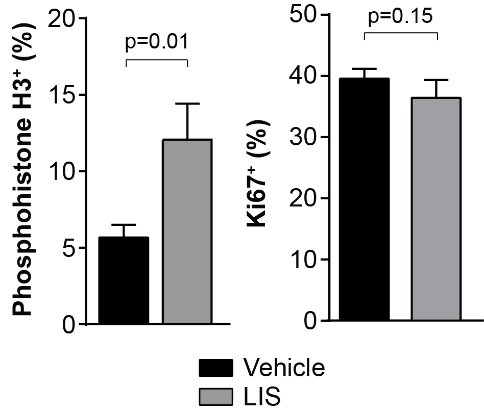 Phosphohistone H3⁺ (%)
20
15
10
5
0
p=0.01
Ki67⁺ (%)
50
40
30
20
10
0
p=0.15
Vehicle
LIS